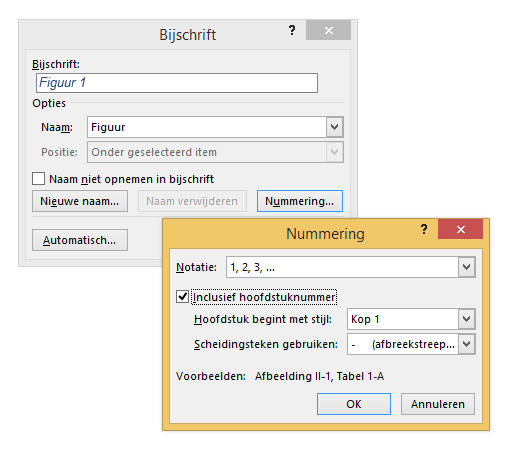 Bijschrift
?
Bijschrift:
Figuur 1
Opties
Naam: Figuur
Positie: Onder geselecteerd item
Naam niet opnemen in bijschrift
Nieuwe naam... Naam verwijderen Nummering...
Automatisch...
Nummering
?
Notatie: 1, 2, 3, ...
Inclusief hoofdstuknummer
Hoofdstuk begint met stijl: Kop 1
Scheidingsteken gebruiken: - (afbreekstreep...
Voorbeelden: Afbeelding II-1, Tabel 1-A
OK Annuleren